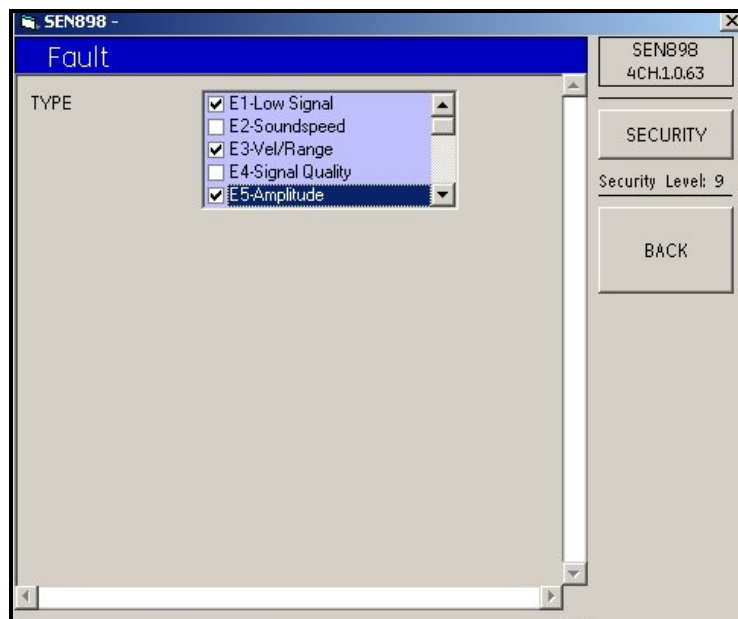 SEN898 -
Fault
SEN898
4CH.1.0.63
TYPE
E1-Low Signal
E2-Soundspeed
E3-Vel/Range
E4-Signal Quality
E5-Amplitude
SECURITY
Security Level: 9
BACK